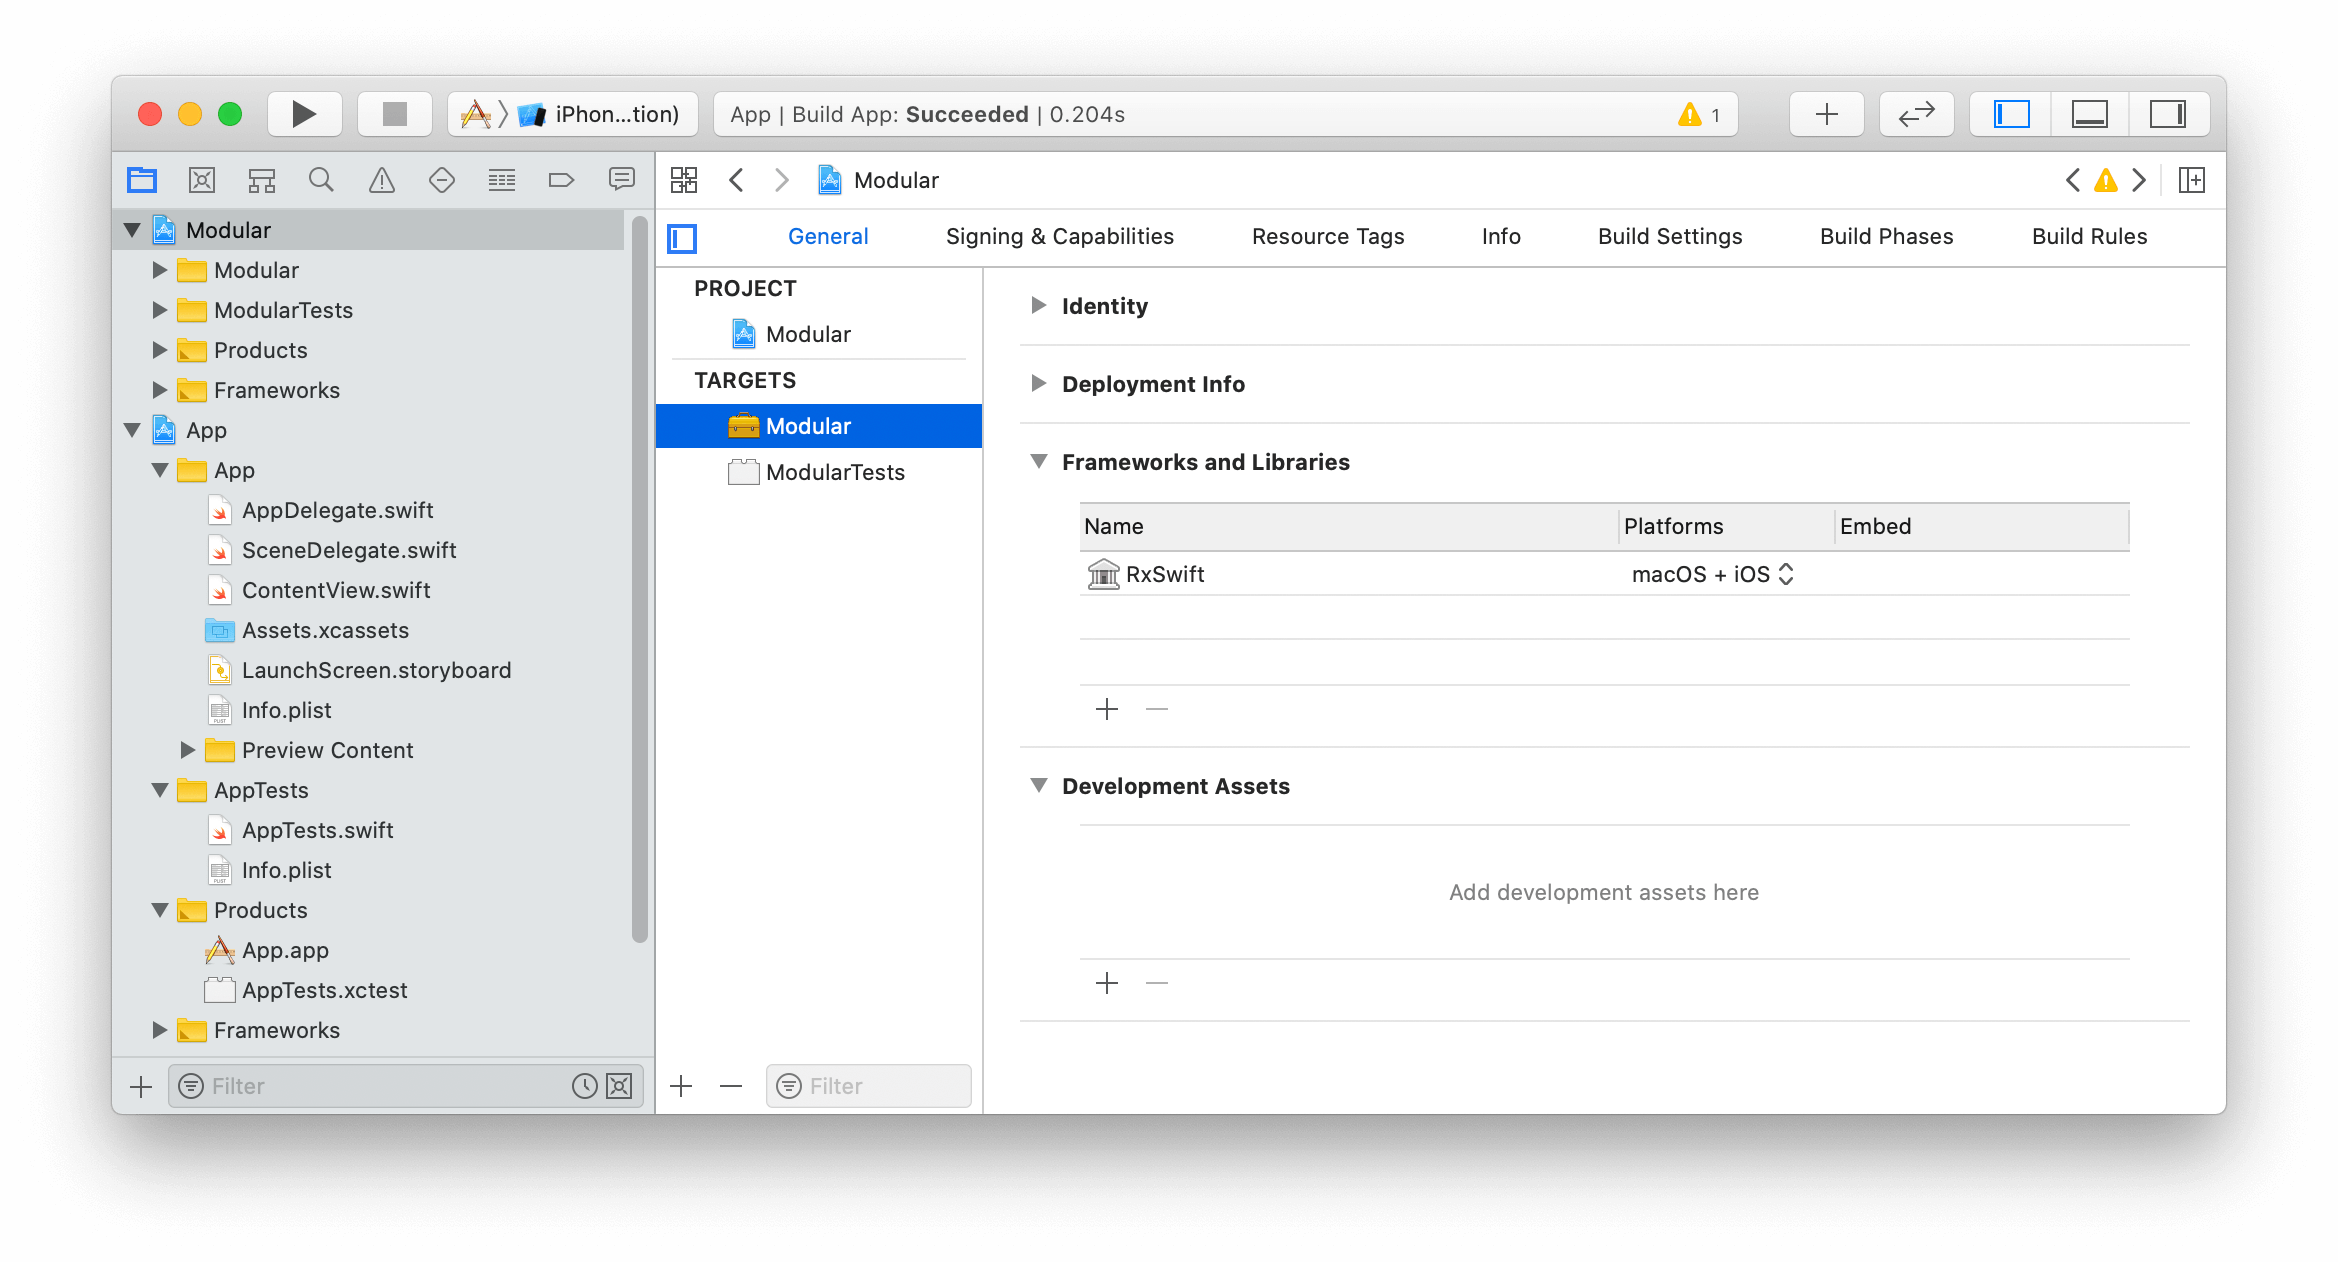 iPhon...tion)
App | Build App: Succeeded | 0.204s
1
Modular
General
Signing & Capabilities
Resource Tags
Info
Build Settings
Build Phases
Build Rules
Modular
Modular
ModularTests
Products
Frameworks
App
App
AppDelegate.swift
SceneDelegate.swift
ContentView.swift
Assets.xcassets
LaunchScreen.storyboard
Info.plist
Preview Content
AppTests
AppTests.swift
Info.plist
Products
App.app
AppTests.xctest
Frameworks
Filter
PROJECT
Modular
TARGETS
Modular
ModularTests
Filter
Identity
Deployment Info
Frameworks and Libraries
Name
Platforms
Embed
RxSwift
macOS + iOS
Development Assets
Add development assets here